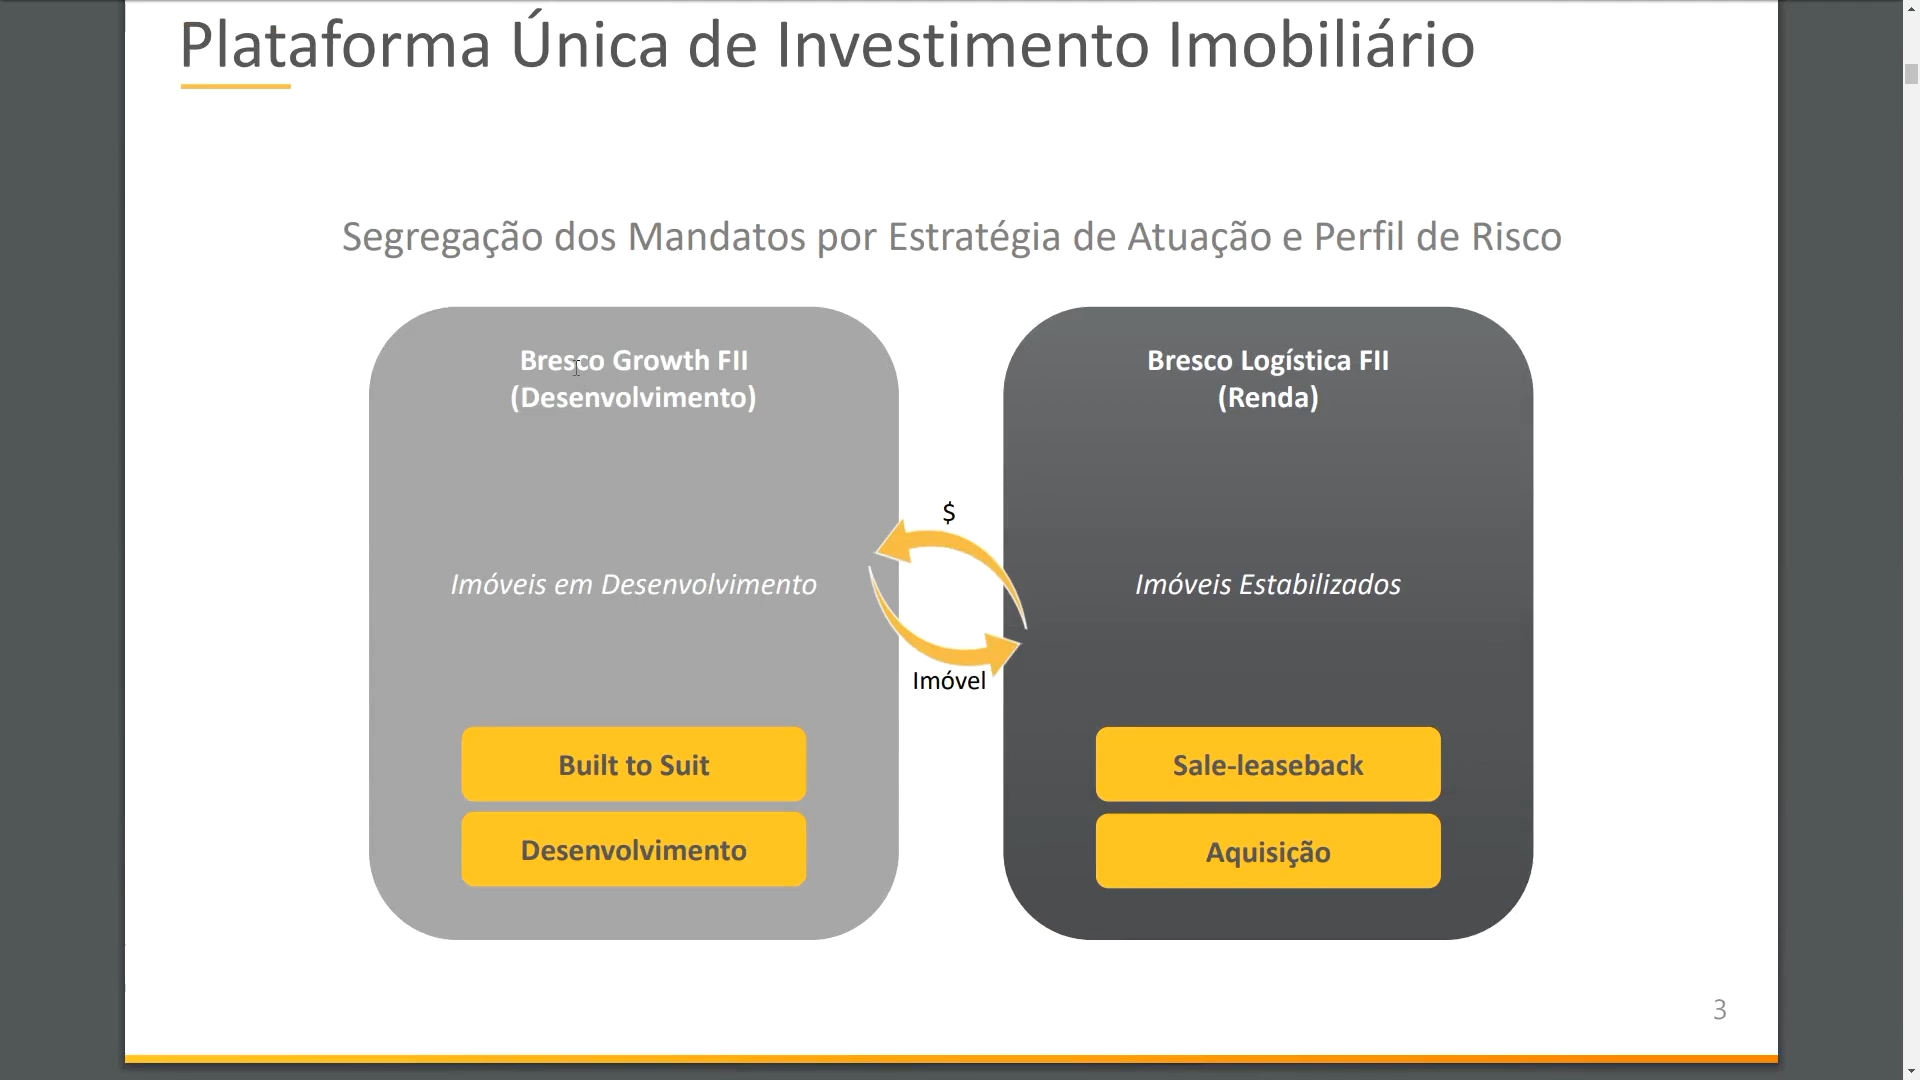 Plataforma Única de Investimento Imobiliário
Segregação dos Mandatos por Estratégia de Atuação e Perfil de Risco
Bresco Growth FII
(Desenvolvimento)
Imóveis em Desenvolvimento
Built to Suit
Desenvolvimento
$
Imóvel
Bresco Logística FII
(Renda)
Imóveis Estabilizados
Sale-leaseback
Aquisição
3